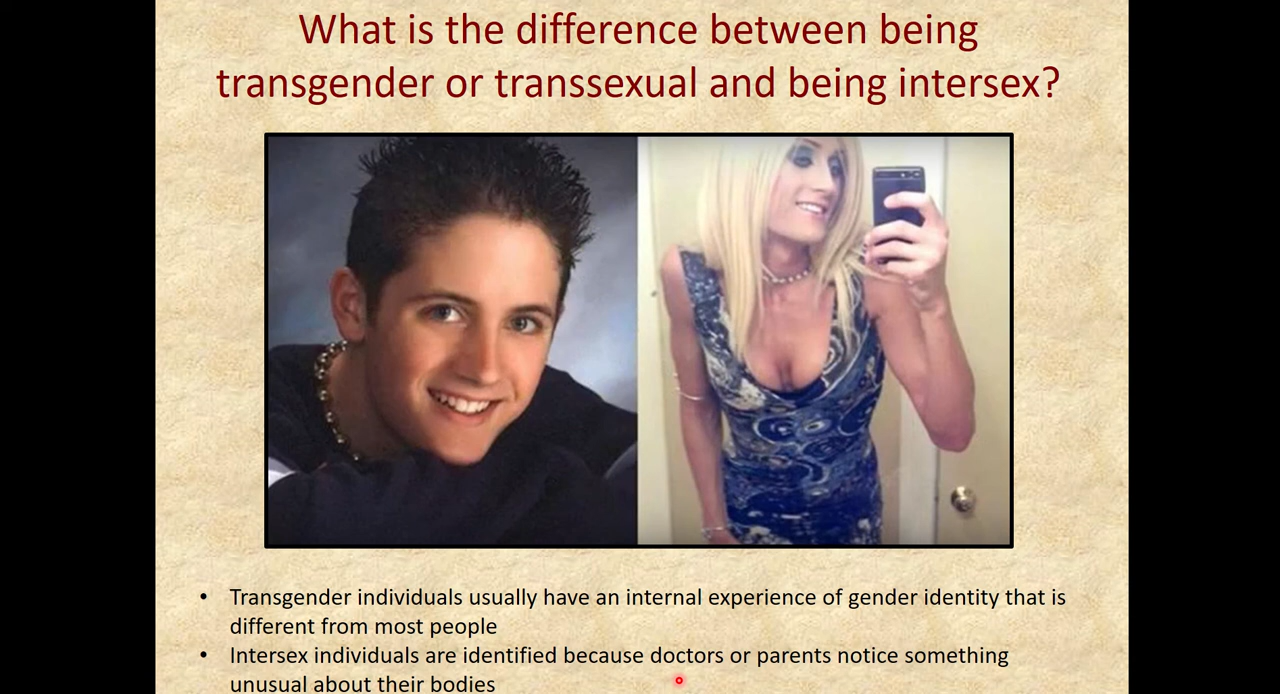 What is the difference between being
transgender or transsexual and being intersex?
• Transgender individuals usually have an internal experience of gender identity that is
different from most people
• Intersex individuals are identified because doctors or parents notice something
unusual about their bodies